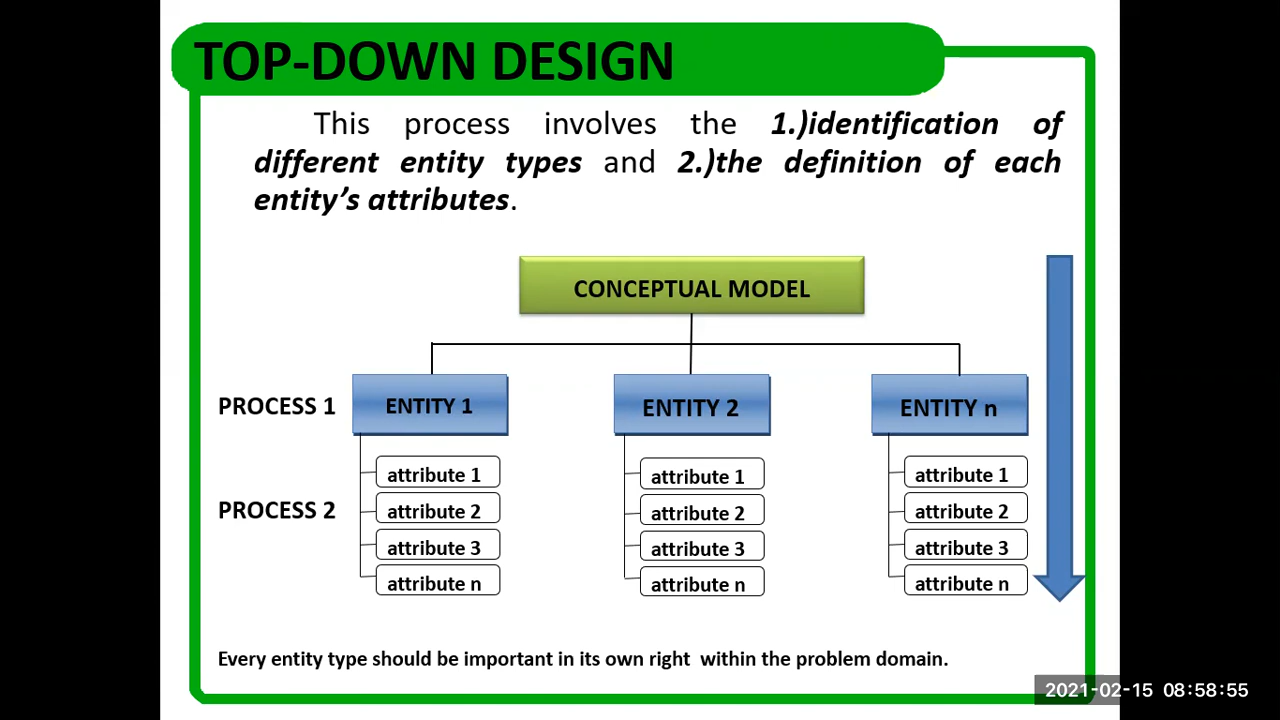 TOP-DOWN DESIGN
This process involves the 1.)identification of
different entity types and 2.)the definition of each
entity’s attributes.
CONCEPTUAL MODEL
PROCESS 1
ENTITY 1
ENTITY 2
ENTITY n
PROCESS 2
attribute 1
attribute 2
attribute 3
attribute n
attribute 1
attribute 2
attribute 3
attribute n
attribute 1
attribute 2
attribute 3
attribute n
Every entity type should be important in its own right within the problem domain.
2021-02-15 08:58:55